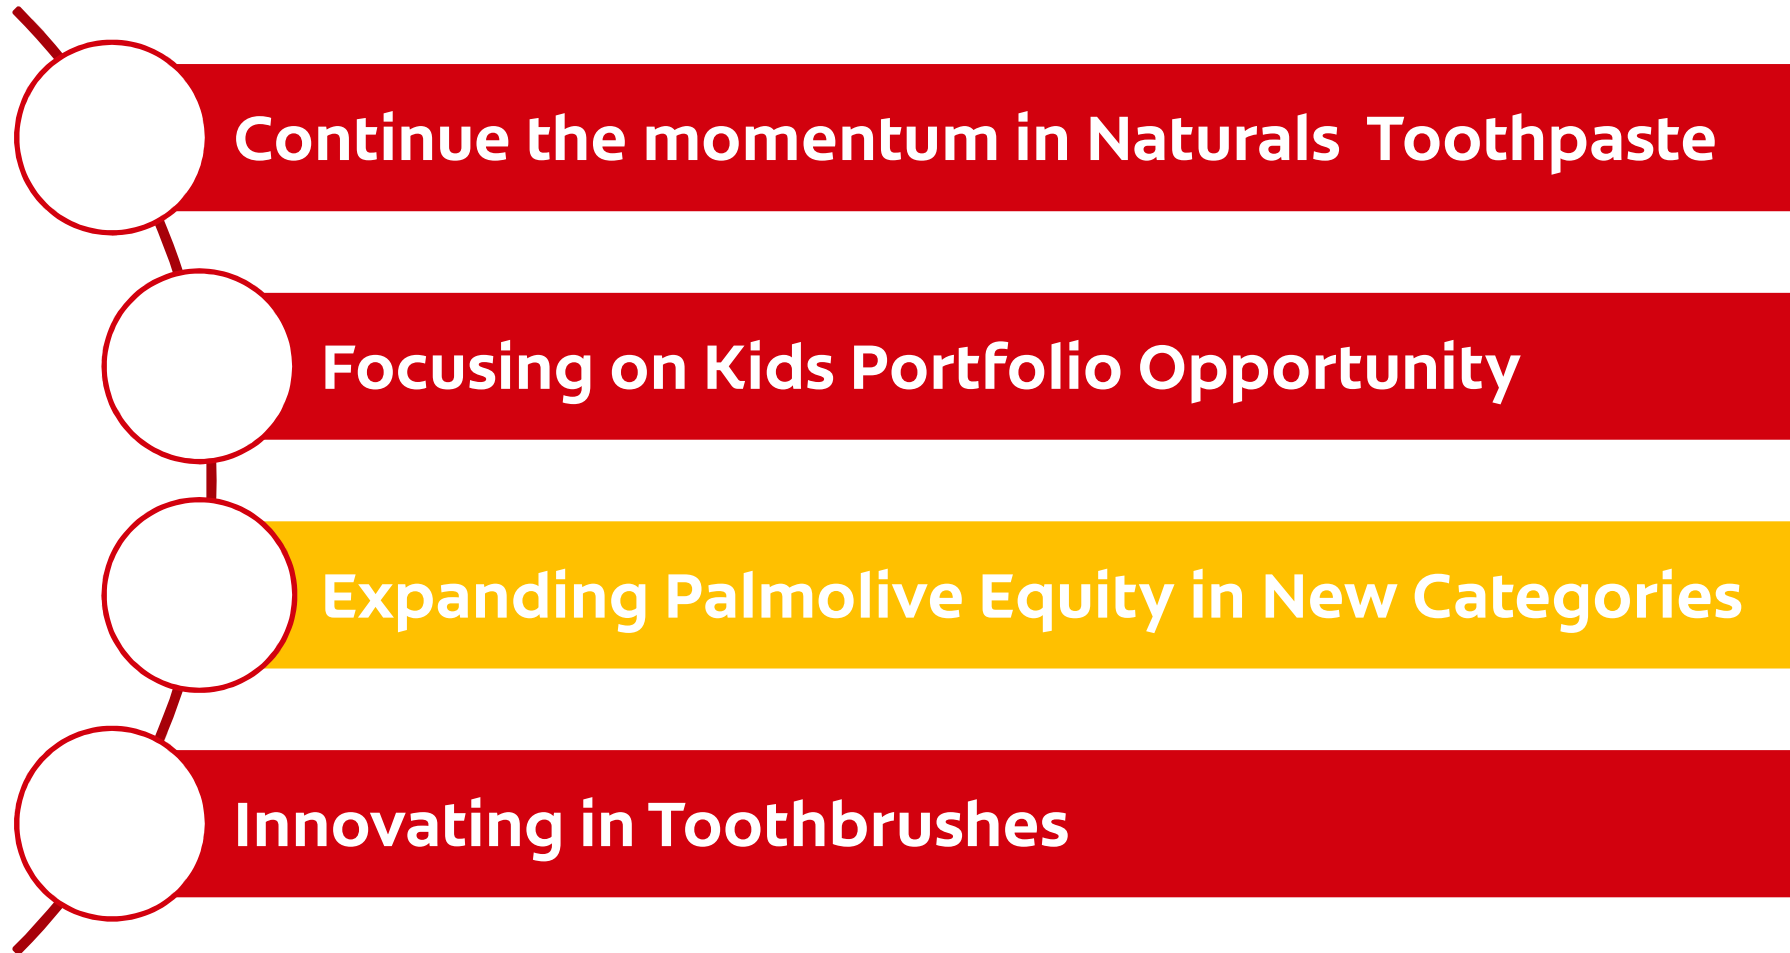 Continue the momentum in Naturals  Toothpaste
Focusing on Kids Portfolio Opportunity
Expanding Palmolive Equity in New Categories
Innovating in Toothbrushes